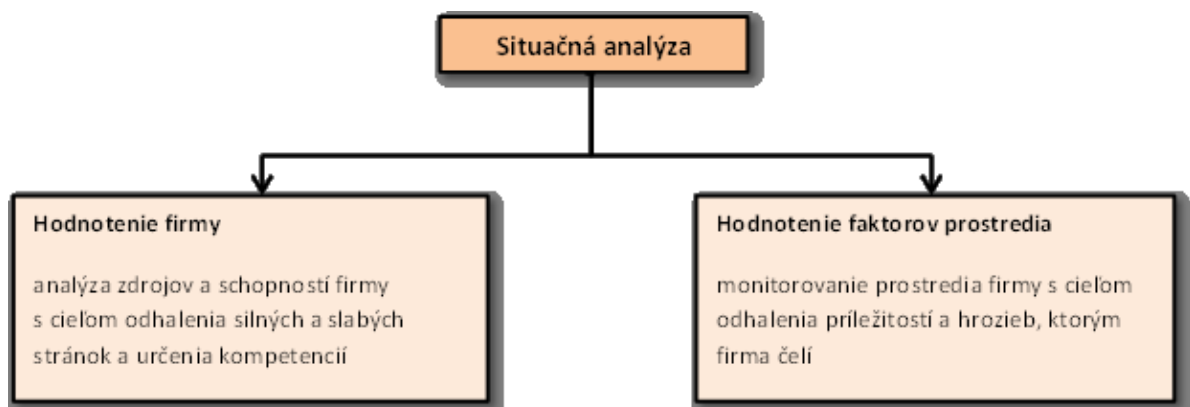 Situačná analýza
Hodnotenie firmy
analýza zdrojov a schopností firmy
s cieľom odhalenia silných a slabých
stránok a určenia kompetencií
Hodnotenie faktorov prostredia
monitorovanie prostredia firmy s cieľom
odhalenia príležitostí a hrozieb, ktorým
firma čelí